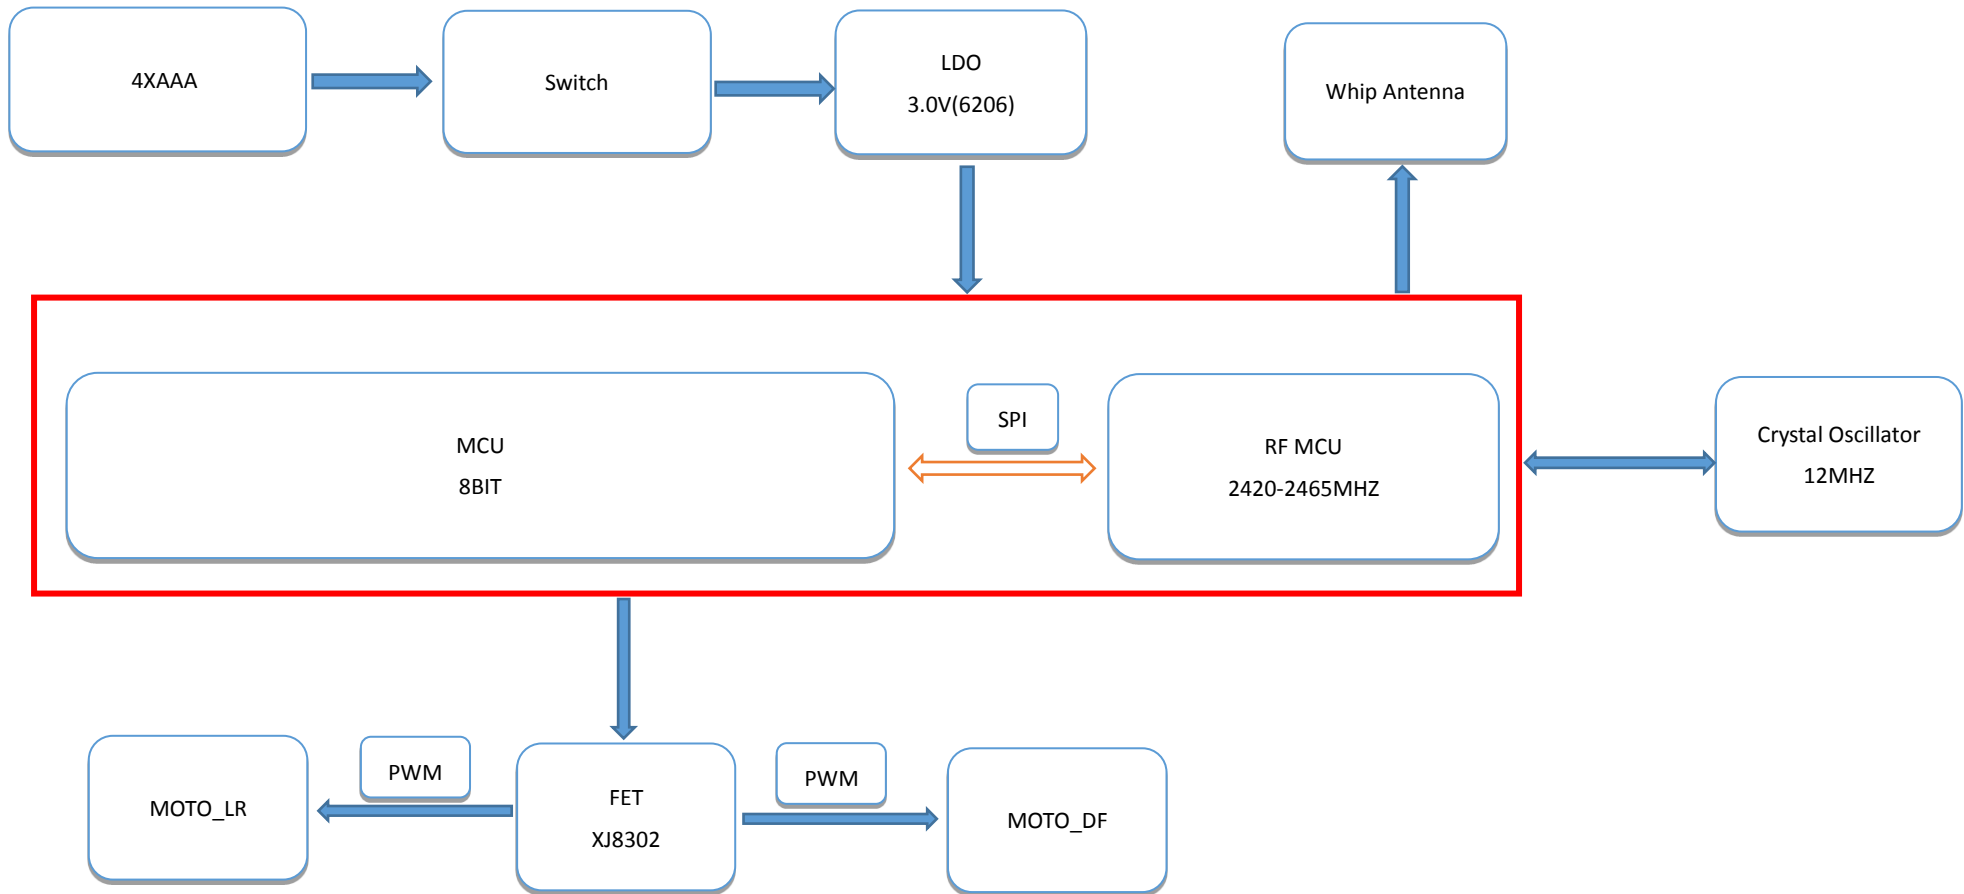 4XAAA
Switch
LDO
3.0V(6206)
Whip Antenna
MCU
8BIT
SPI
RF MCU
2420-2465MHZ
Crystal Oscillator
12MHZ
MOTO_LR
PWM
FET
XJ8302
PWM
MOTO_DF